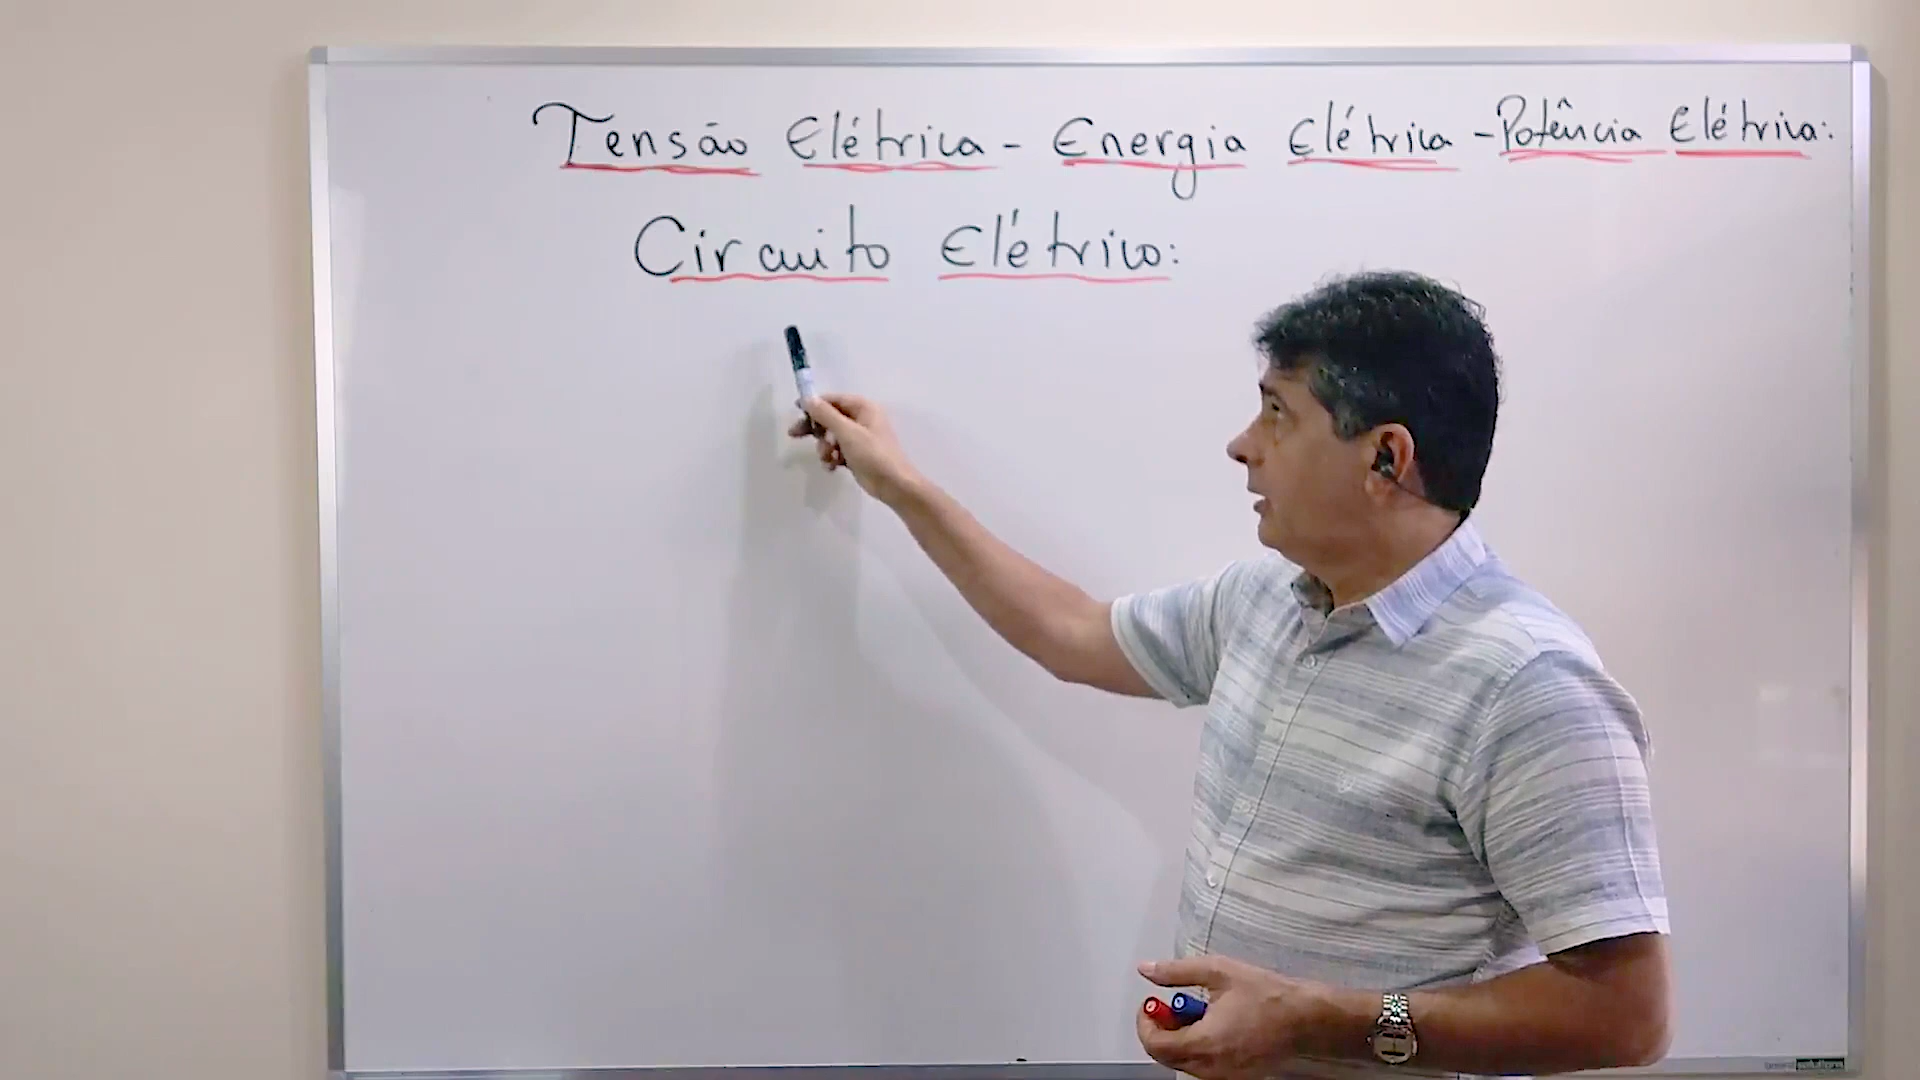 Tensão Elétrica - Energia Elétrica - Potência Elétrica:
Circuito Elétrico: